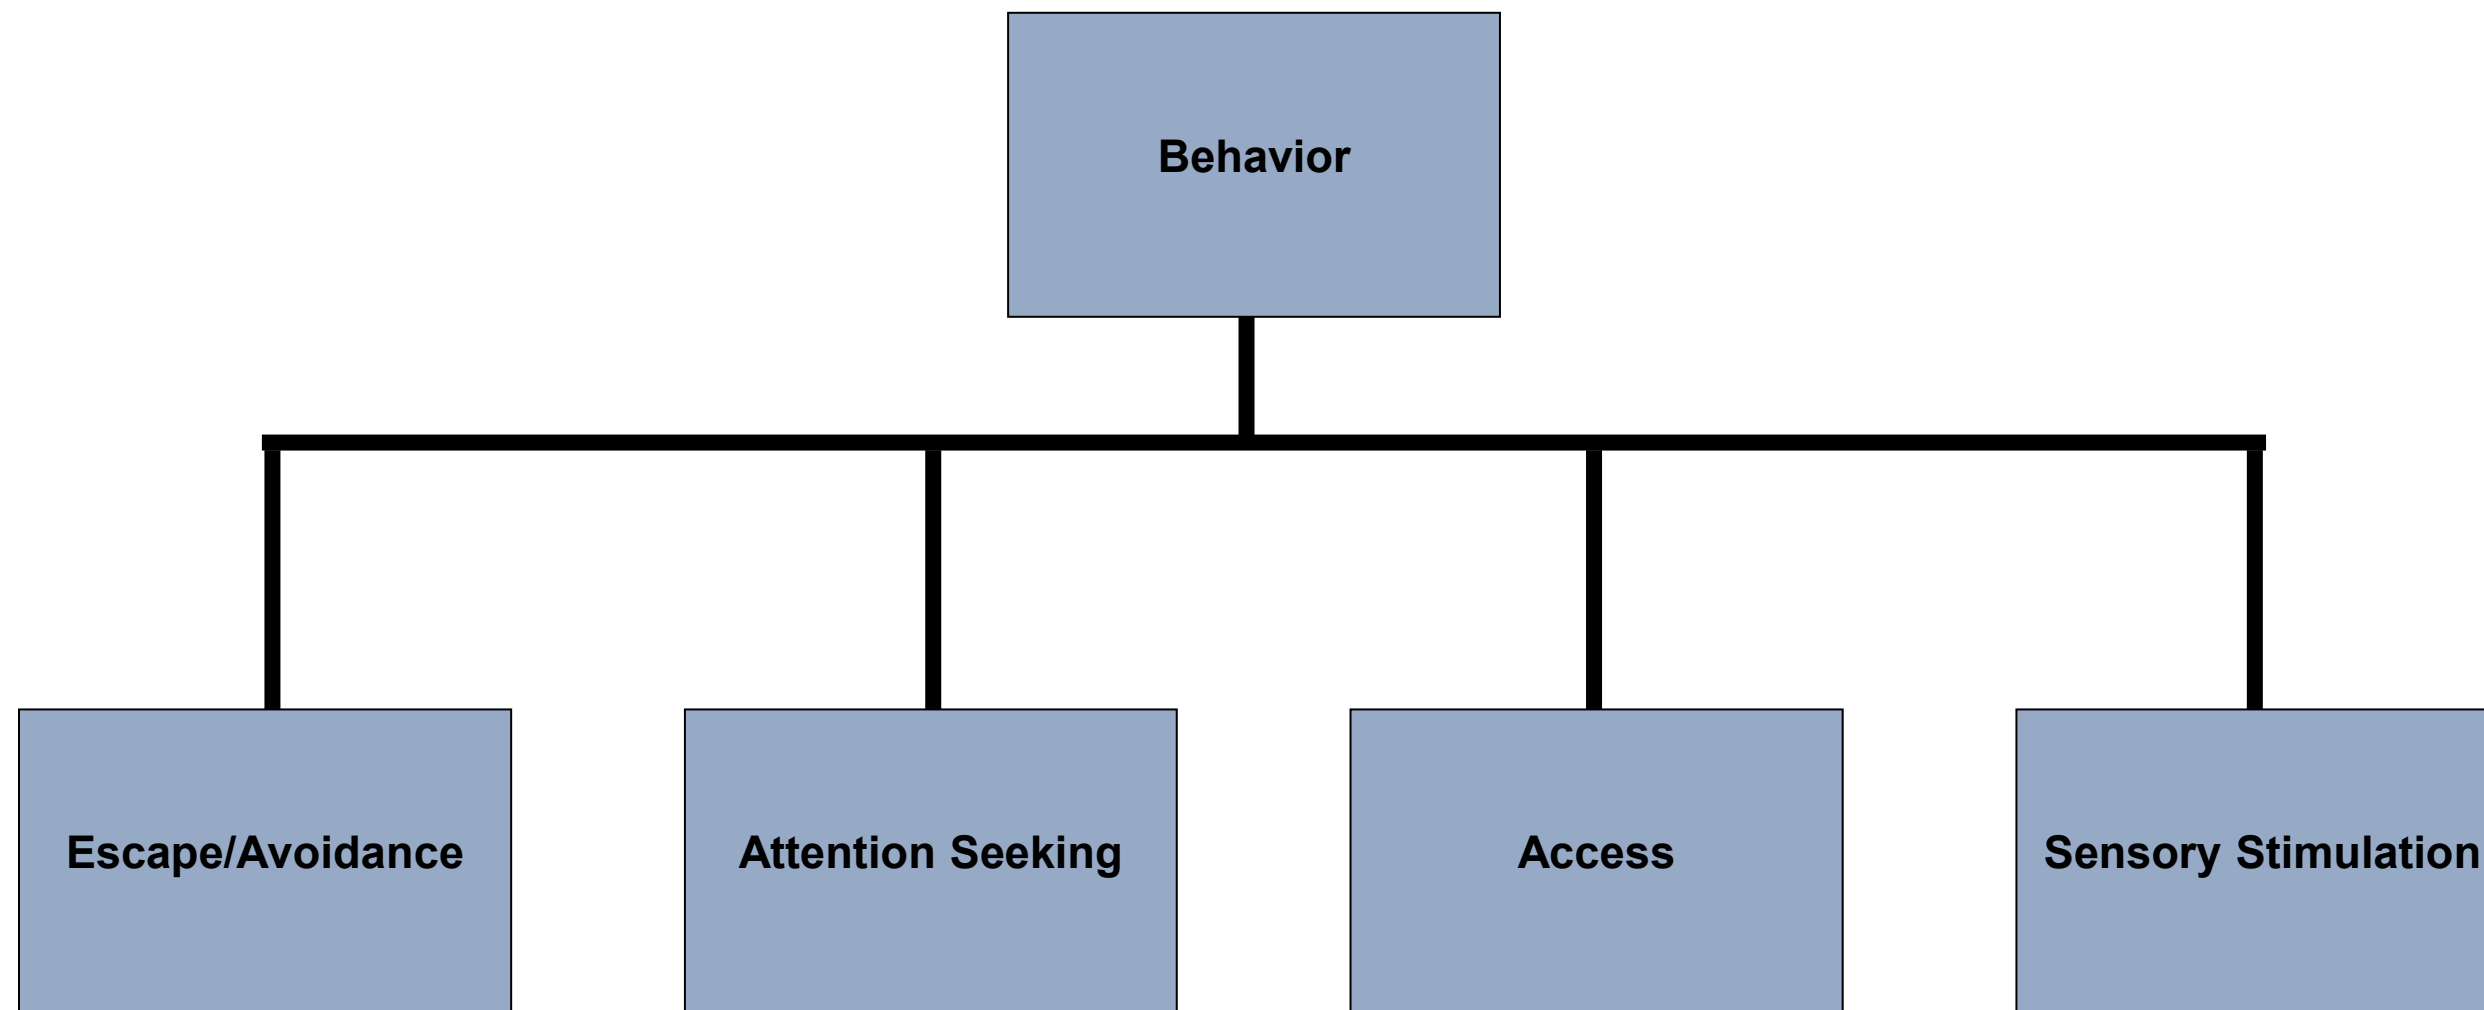 Behavior
Escape/Avoidance
Attention Seeking
Access
Sensory Stimulation